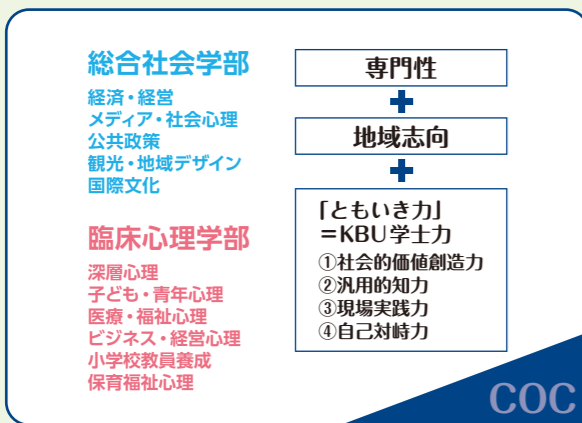 総合社会学部
経済・経営
メディア・社会心理
公共政策
観光・地域デザイン
国際文化
臨床心理学部
深層心理
子ども・青年心理
医療・福祉心理
ビジネス・経営心理
小学校教員養成
保育福祉心理
専門性
+
地域志向
+
「ともいき力」
=KBU学士力
①社会的価値創造力
②汎用的知力
③現場実践力
④自己対峙力
COC